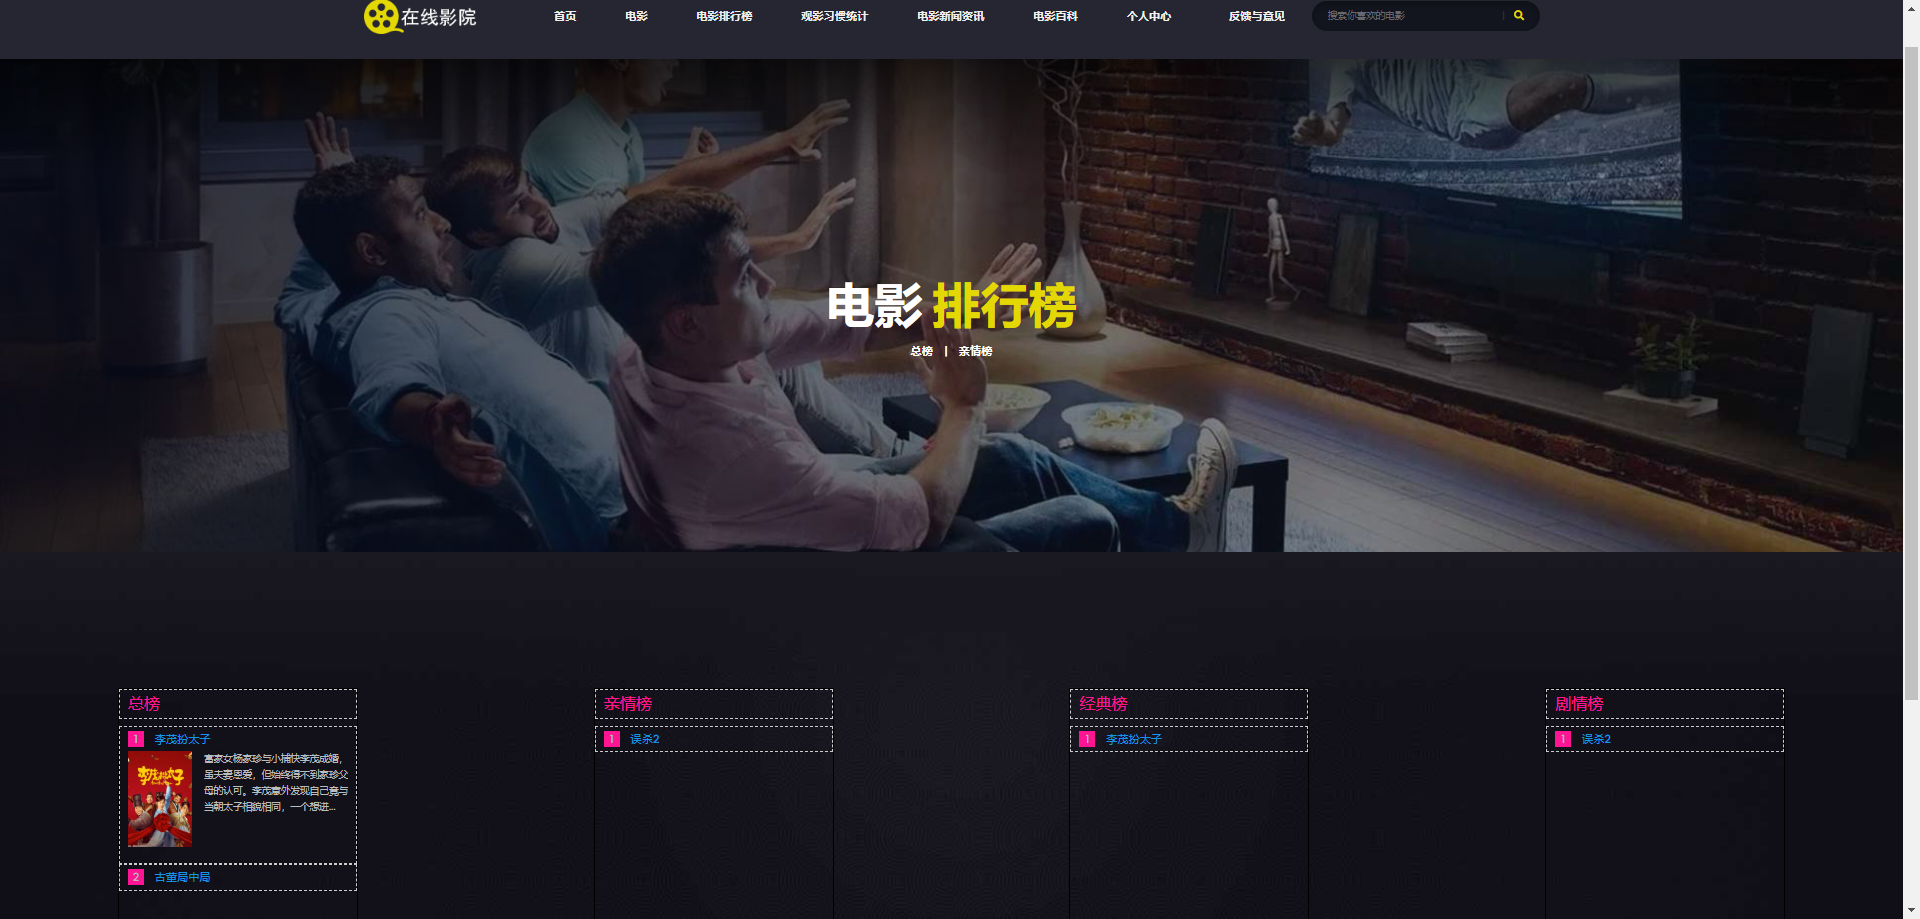 在线影院
首页 电影 电影排行榜 观影习惯统计 电影新闻资讯 电影百科 个人中心 反馈与意见
搜索你喜欢的电影
电影 排行榜
总榜 | 亲情榜
总榜
1 李茂扮太子
李茂扮太子
富家女杨家珍与小捕快李茂成婚，
虽夫妻恩爱，但始终得不到家珍父
母的认可。李茂意外发现自己竟与
当朝太子相貌相同，一个想进...
2 古董局中局
亲情榜
1 误杀2
经典榜
1 李茂扮太子
剧情榜
1 误杀2